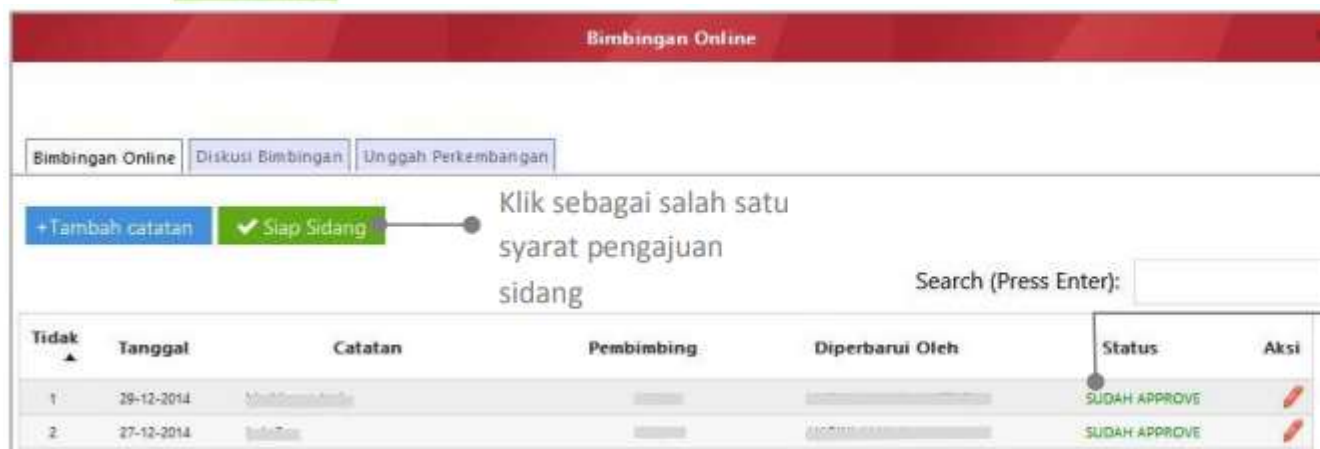 Bimbingan Online
Bimbingan Online Diskusi Bimbingan Unggah Perkembangan
+Tambah catatan ✔ Siap Sidang
Klik sebagai salah satu
syarat pengajuan
sidang
Search (Press Enter):
Tidak Tanggal Catatan Pembimbing Diperbarui Oleh Status Aksi
1 29-12-2014 SUDAH APPROVE
2 27-12-2014 SUDAH APPROVE